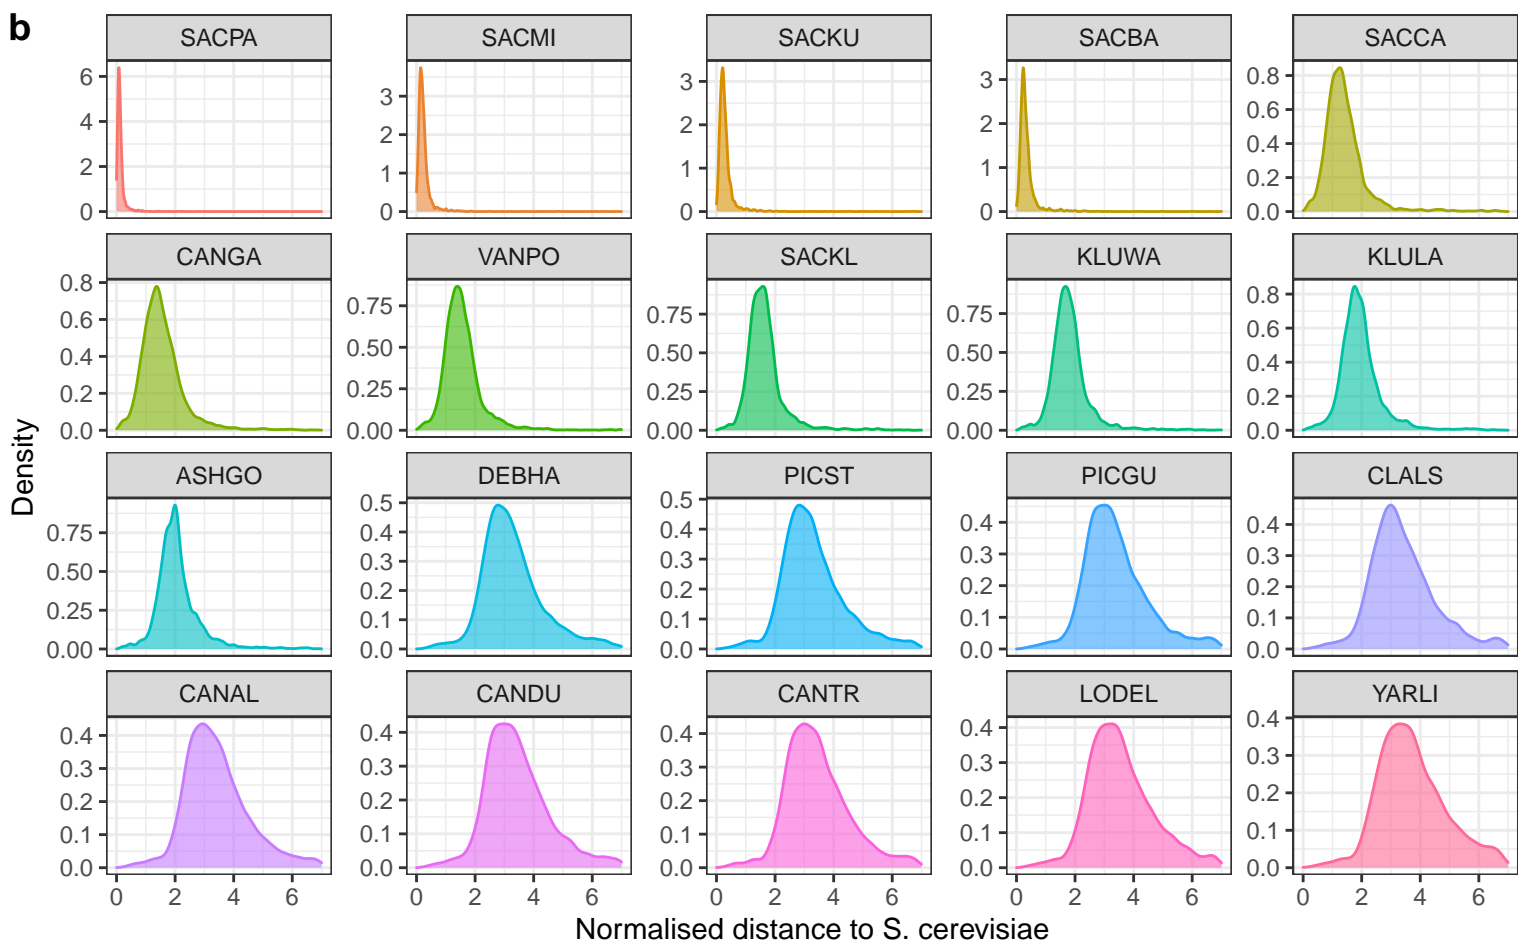 b
SACPA SACMI SACKU SACBA SACCA
6 4 2 0
3 2 1 0
3 2 1 0
3 2 1 0
0.8 0.6 0.4 0.2 0.0
CANGA VANPO SACKL KLUWA KLULA
0.8 0.6 0.4 0.2 0.0
0.75 0.50 0.25 0.00
0.75 0.50 0.25 0.00
0.75 0.50 0.25 0.00
0.8 0.6 0.4 0.2 0.0
Density
ASHGO DEBHA PICST PICGU CLALS
0.75 0.50 0.25 0.00
0.5 0.4 0.3 0.2 0.1 0.0
0.5 0.4 0.3 0.2 0.1 0.0
0.4 0.3 0.2 0.1 0.0
0.4 0.3 0.2 0.1 0.0
CANAL CANDU CANTR LODEL YARLI
0.4 0.3 0.2 0.1 0.0
0.4 0.3 0.2 0.1 0.0
0.4 0.3 0.2 0.1 0.0
0.4 0.3 0.2 0.1 0.0
0.4 0.3 0.2 0.1 0.0
0 2 4 6 0 2 4 6 0 2 4 6 0 2 4 6 0 2 4 6
Normalised distance to S. cerevisiae